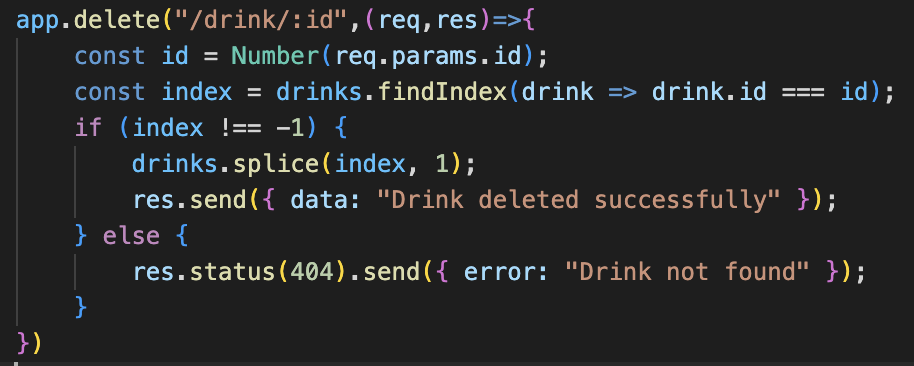 app.delete("/drink/:id",(req,res)=>{
    const id = Number(req.params.id);
    const index = drinks.findIndex(drink => drink.id === id);
    if (index !== -1) {
        drinks.splice(index, 1);
        res.send({ data: "Drink deleted successfully" });
    } else {
        res.status(404).send({ error: "Drink not found" });
    }
})